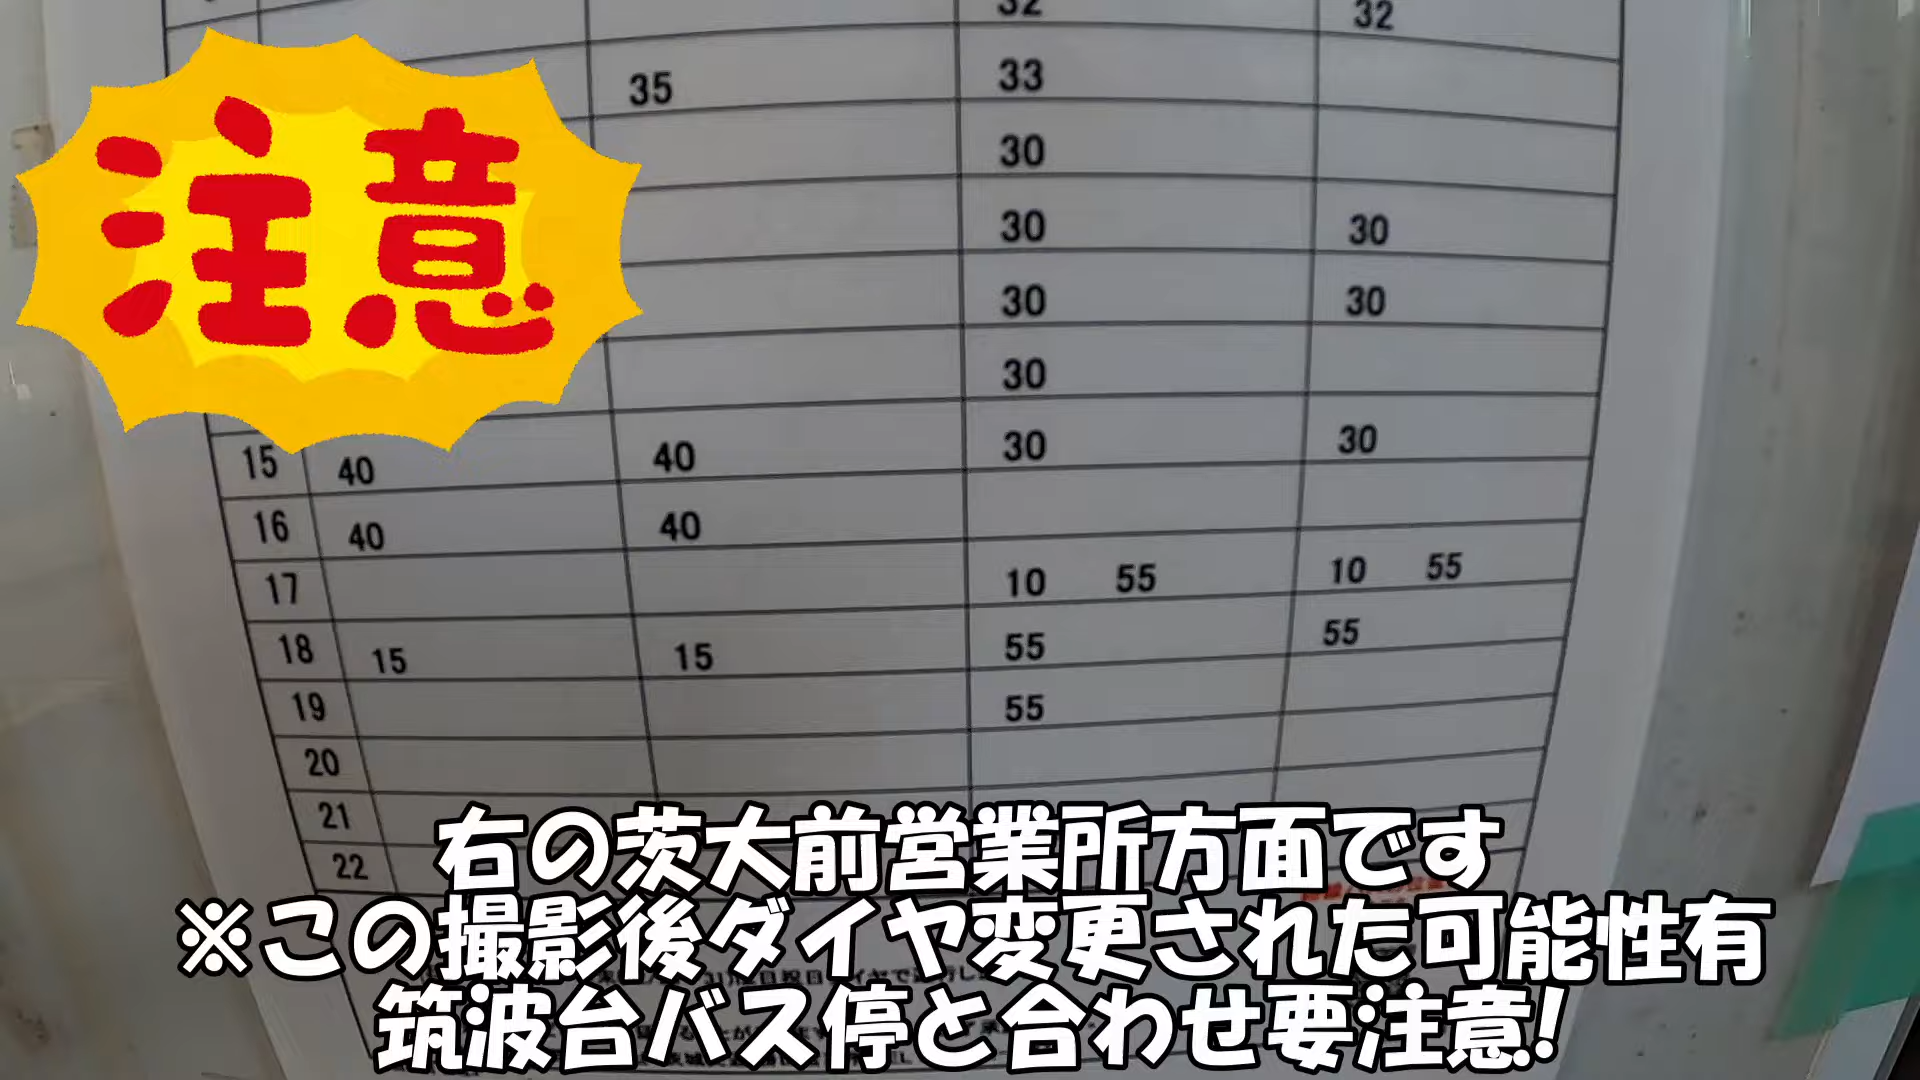 32 32
注意
35 33
30
30 30
30 30
30
15 40 40 30 30
16 40 40
17 10 55 10 55
18 15 15 55 55
19 55
20
21
22
右の茨大前営業所方面です
※この撮影後ダイヤ変更された可能性有
筑波台バス停と合わせ要注意!